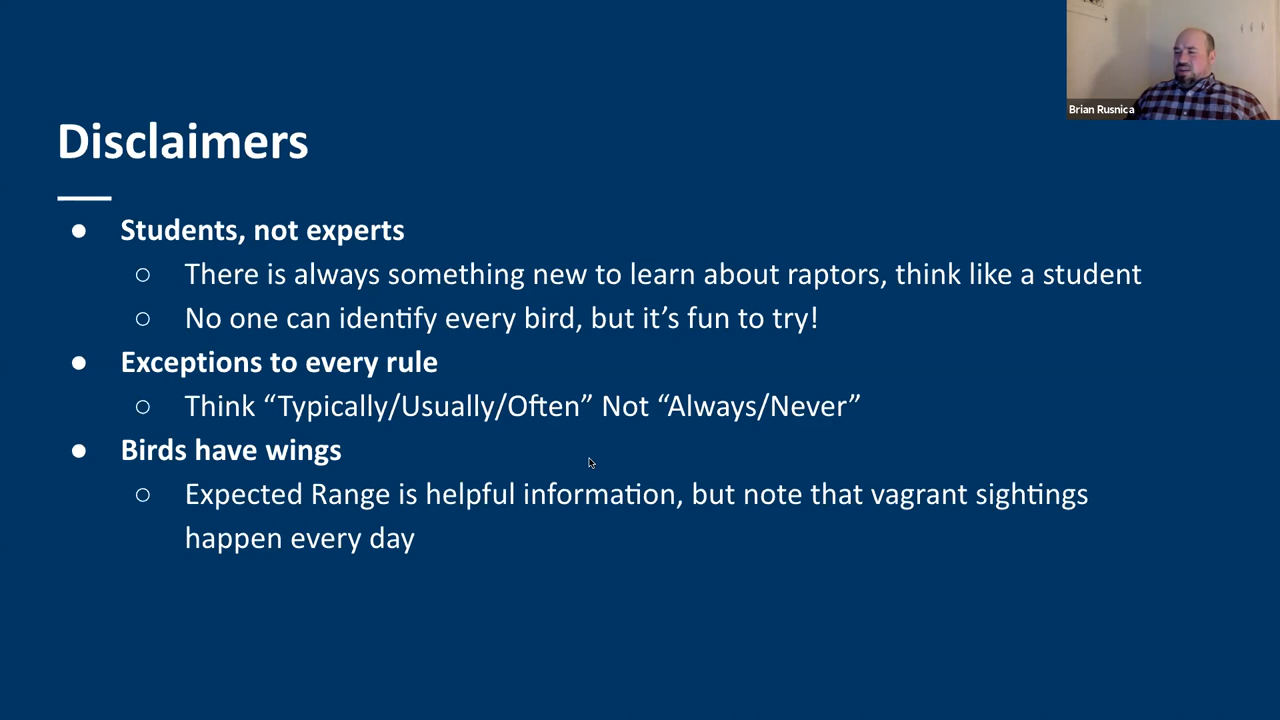 Brian Rusnica
Disclaimers
● Students, not experts
○ There is always something new to learn about raptors, think like a student
○ No one can identify every bird, but it’s fun to try!
● Exceptions to every rule
○ Think “Typically/Usually/Often” Not “Always/Never”
● Birds have wings
○ Expected Range is helpful information, but note that vagrant sightings
happen every day